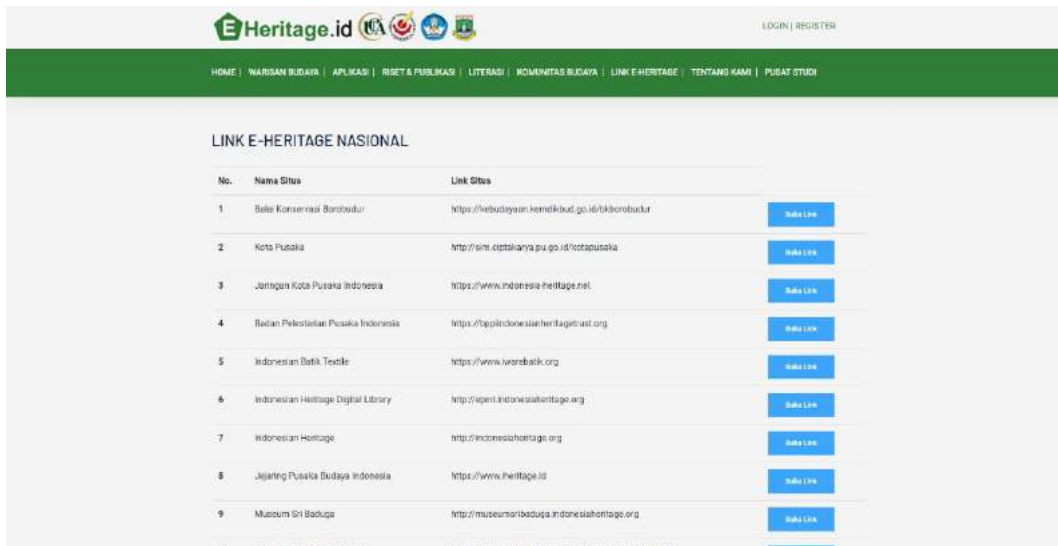 EHeritage.id
LOGIN | REGISTER
HOME | WARISAN BUDAYA | APLIKASI | RISET & PUBLIKASI | LITERASI | KOMUNITAS BUDAYA | LINK E-HERITAGE | TENTANG KAMI | PUSAT STUDI
LINK E-HERITAGE NASIONAL
No. Nama Situs Link Situs
1 Balai Konservasi Borobudur https://kebudayaan.kemdikbud.go.id/bkborobudur Buka Link
2 Kota Pusaka http://sim.ciptakarya.pu.go.id/kotapusaka Buka Link
3 Jaringan Kota Pusaka Indonesia https://www.indonesia-heritage.net Buka Link
4 Badan Pelestarian Pusaka Indonesia https://bppiindonesianheritagetrust.org Buka Link
5 Indonesian Batik Textile https://www.iwarebatik.org Buka Link
6 Indonesian Heritage Digital Library Buka Link
7 Indonesian Heritage http://indonesiaheritage.org Buka Link
8 Jejaring Pusaka Budaya Indonesia https://www.iheritage.id Buka Link
9 Museum Sri Baduga http://museumsribaduga.indonesiaheritage.org Buka Link